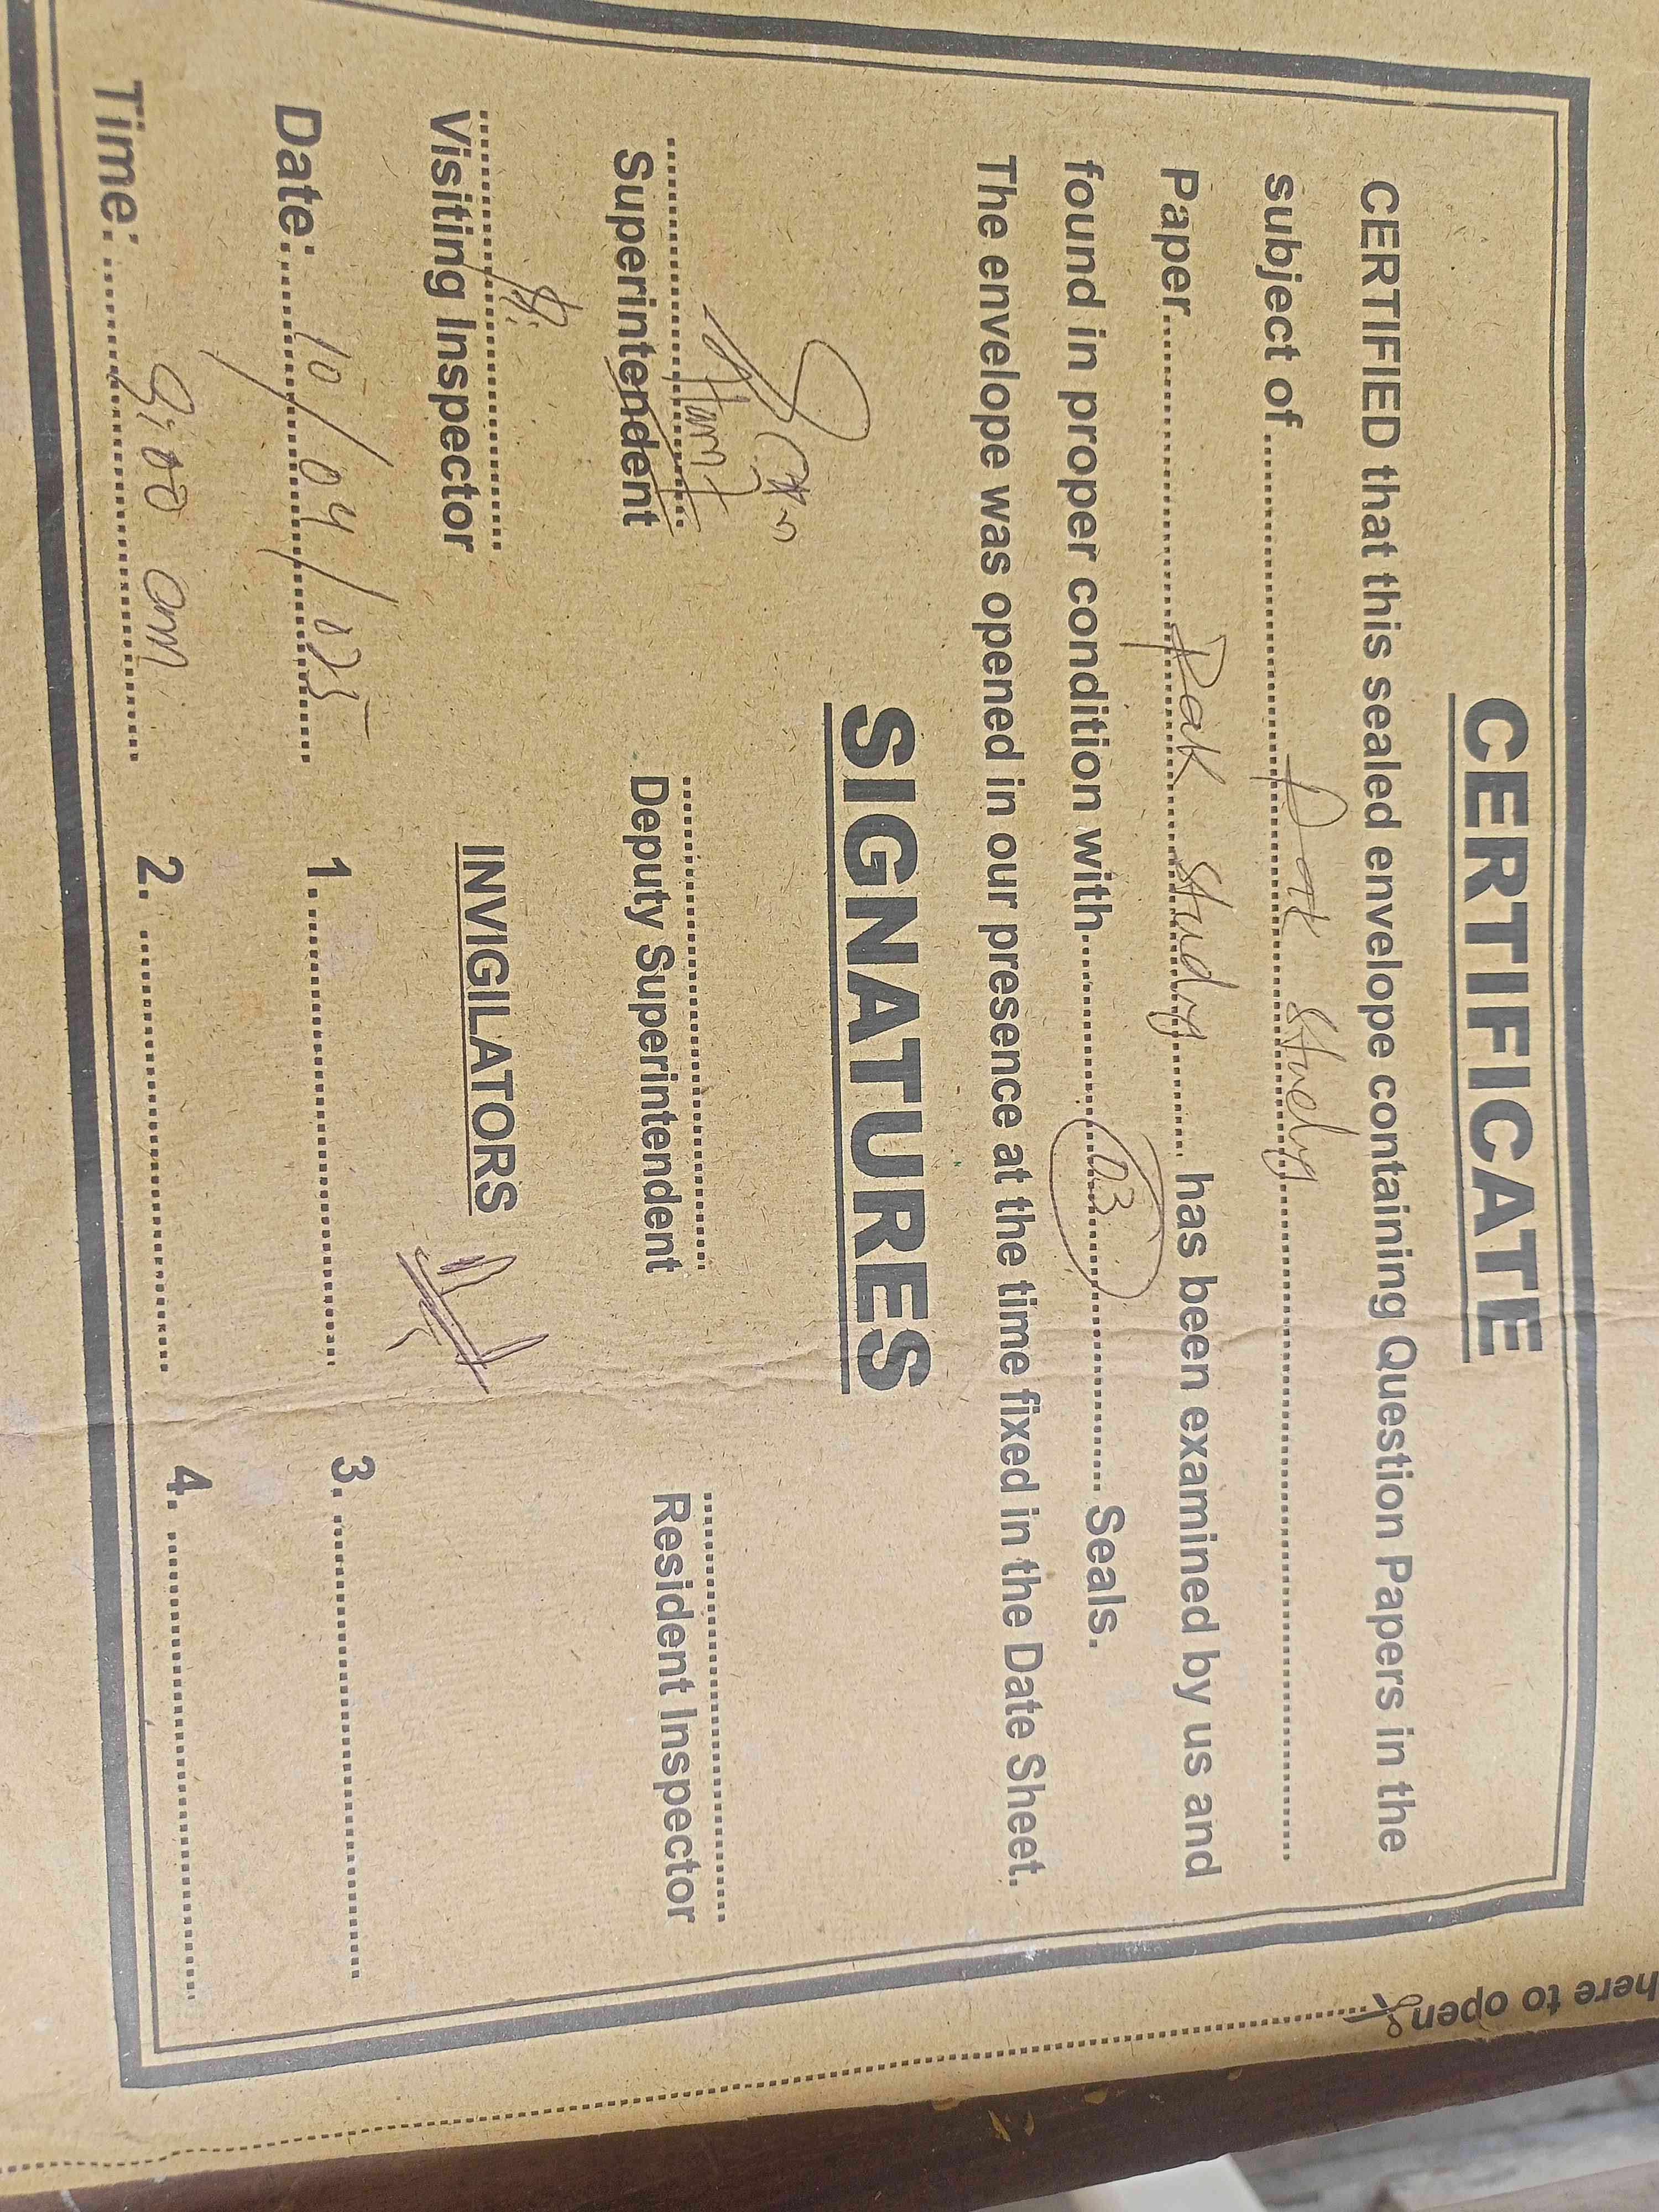 CERTIFICATE
CERTIFIED that this sealed envelope containing Question Papers in the
subject of Pak Study
Paper Pak Study has been examined by us and
found in proper condition with 03 Seals.
The envelope was opened in our presence at the time fixed in the Date Sheet.
SIGNATURES
Superintendent Deputy Superintendent Resident Inspector
Visiting Inspector INVIGILATORS
Date: 10/04/025 1. 3.
Time: 9:00 am 2. 4.
here to open